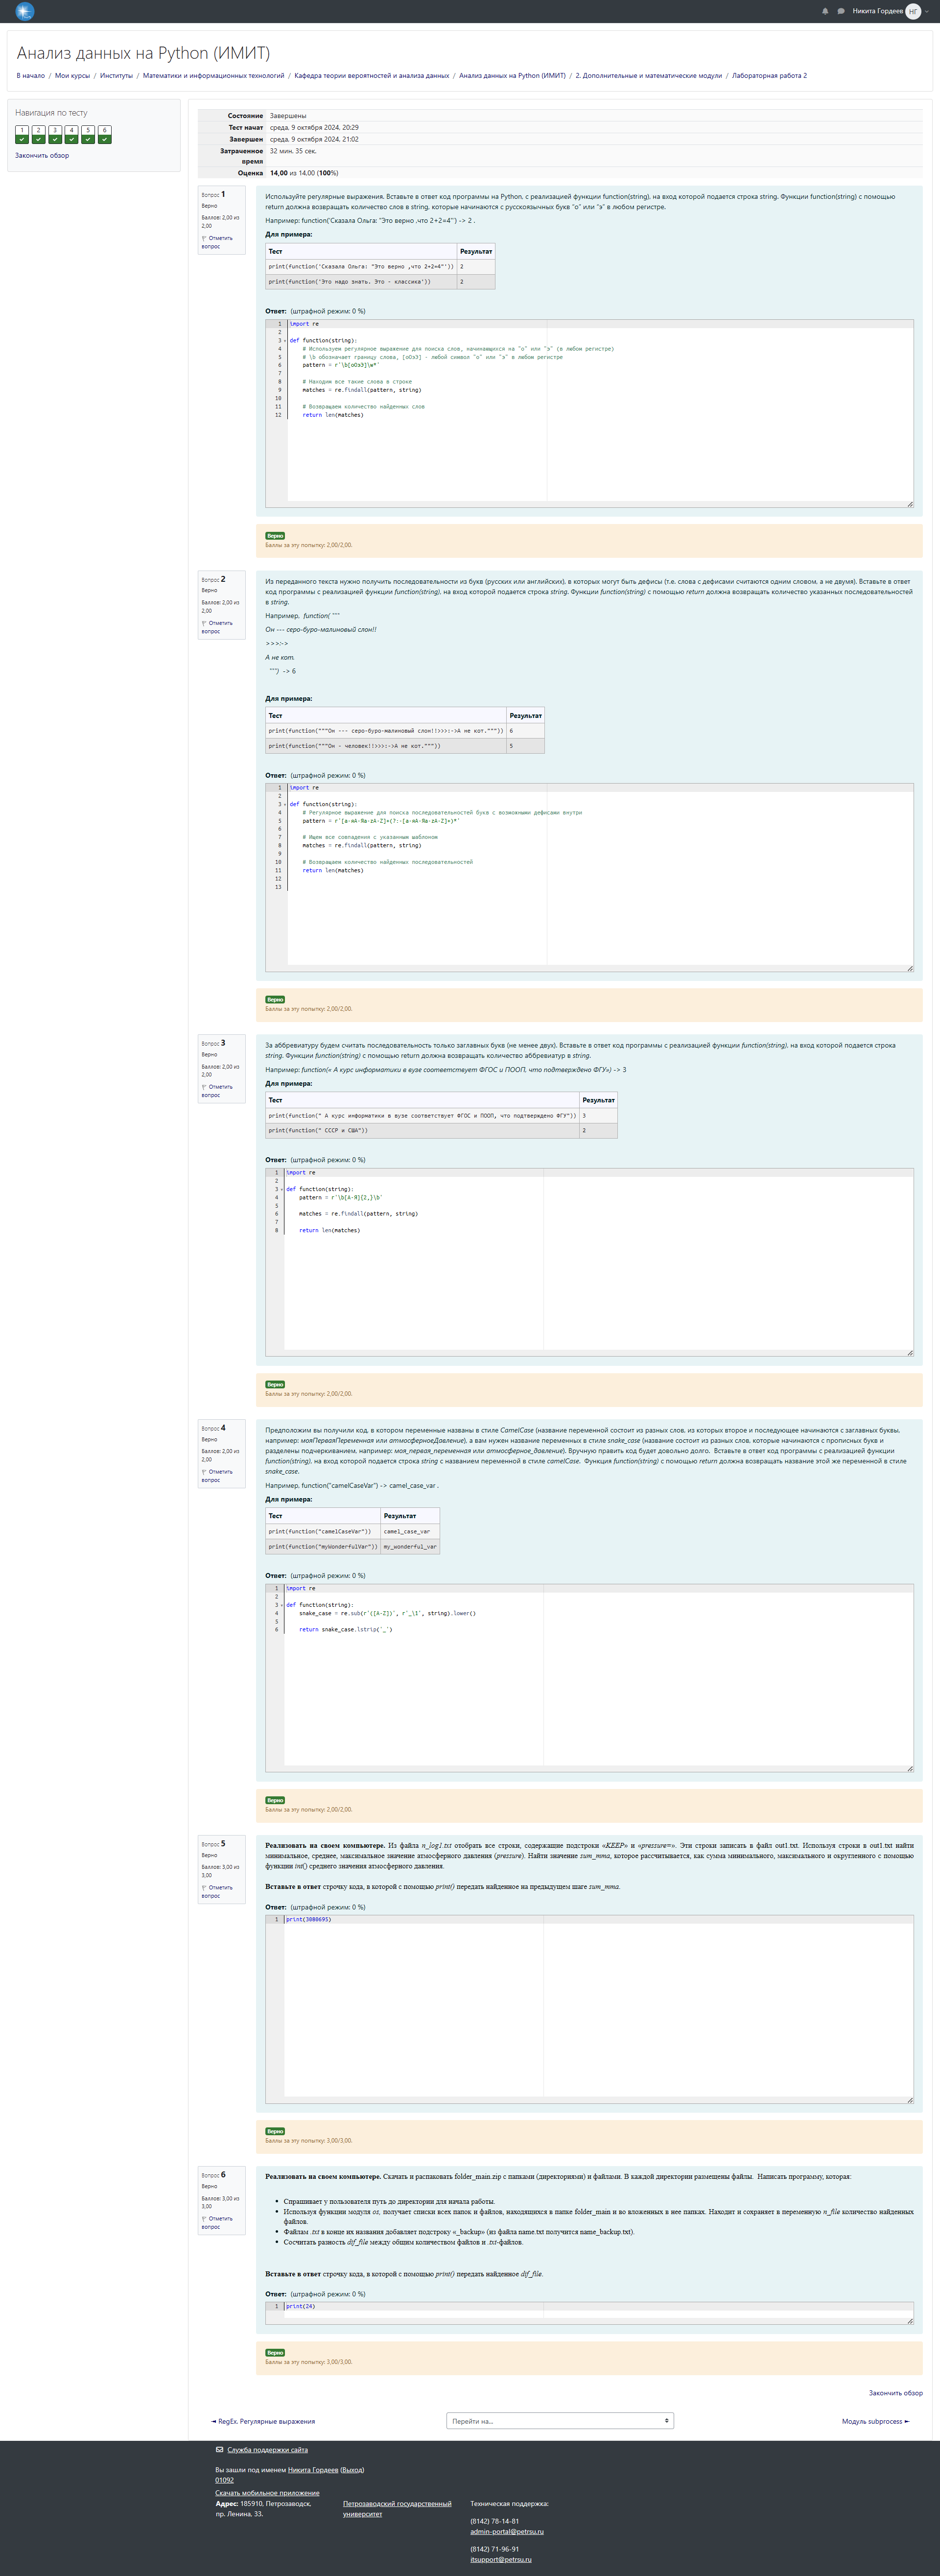 Никита Гордеев НГ
Анализ данных на Python (ИМИТ)
В начало / Мои курсы / Институты / Математики и информационных технологий / Кафедра теории вероятностей и анализа данных / Анализ данных на Python (ИМИТ) / 2. Дополнительные и математические модули / Лабораторная работа 2
Навигация по тесту
1 2 3 4 5 6
Закончить обзор
Состояние Завершены
Тест начат среда, 9 октября 2024, 20:29
Завершен среда, 9 октября 2024, 21:02
Затраченное 32 мин. 35 сек.
время
Оценка 14,00 из 14,00 (100%)
Вопрос 1
Верно
Баллов: 2,00 из
2,00
Отметить
вопрос
Используйте регулярные выражения. Вставьте в ответ код программы на Python, с реализацией функции function(string), на вход которой подается строка string. Функции function(string) с помощью
return должна возвращать количество слов в string, которые начинаются с русскоязычных букв "о" или "э" в любом регистре.
Например: function('Сказала Ольга: "Это верно ,что 2+2=4"') -> 2 .
Для примера:
Тест Результат
print(function('Сказала Ольга: "Это верно ,что 2+2=4"')) 2
print(function('Это надо знать. Это - классика')) 2
Ответ: (штрафной режим: 0 %)
1 import re
2
3 def function(string):
4 # Используем регулярное выражение для поиска слов, начинающихся на "о" или "э" (в любом регистре)
5 # \b обозначает границу слова, [оОэЭ] - любой символ "о" или "э" в любом регистре
6 pattern = r'\b[оОэЭ]\w*'
7
8 # Находим все такие слова в строке
9 matches = re.findall(pattern, string)
10
11 # Возвращаем количество найденных слов
12 return len(matches)
Верно
Баллы за эту попытку: 2,00/2,00.
Вопрос 2
Верно
Баллов: 2,00 из
2,00
Отметить
вопрос
Из переданного текста нужно получить последовательности из букв (русских или английских), в которых могут быть дефисы (т.е. слова с дефисами считаются одним словом, а не двумя). Вставьте в ответ
код программы с реализацией функции function(string), на вход которой подается строка string. Функции function(string) с помощью return должна возвращать количество указанных последовательностей
в string.
Например, function( """
Он --- серо-буро-малиновый слон!!
>>>:->
А не кот.
""") -> 6
Для примера:
Тест Результат
print(function("""Он --- серо-буро-малиновый слон!!>>>:->А не кот.""")) 6
print(function("""Он - человек!!>>>:->А не кот.""")) 5
Ответ: (штрафной режим: 0 %)
1 import re
2
3 def function(string):
4 # Регулярное выражение для поиска последовательностей букв с возможными дефисами внутри
5 pattern = r'[а-яА-Яa-zA-Z]+(?:-[а-яА-Яa-zA-Z]+)*'
6
7 # Ищем все совпадения с указанным шаблоном
8 matches = re.findall(pattern, string)
9
10 # Возвращаем количество найденных последовательностей
11 return len(matches)
12
13
Верно
Баллы за эту попытку: 2,00/2,00.
Вопрос 3
Верно
Баллов: 2,00 из
2,00
Отметить
вопрос
За аббревиатуру будем считать последовательность только заглавных букв (не менее двух). Вставьте в ответ код программы с реализацией функции function(string), на вход которой подается строка
string. Функции function(string) с помощью return должна возвращать количество аббревиатур в string.
Например: function(« А курс информатики в вузе соответствует ФГОС и ПООП, что подтверждено ФГУ») -> 3
Для примера:
Тест Результат
print(function(" А курс информатики в вузе соответствует ФГОС и ПООП, что подтверждено ФГУ")) 3
print(function(" СССР и США")) 2
Ответ: (штрафной режим: 0 %)
1 import re
2
3 def function(string):
4 pattern = r'\b[А-Я]{2,}\b'
5
6 matches = re.findall(pattern, string)
7
8 return len(matches)
Верно
Баллы за эту попытку: 2,00/2,00.
Вопрос 4
Верно
Баллов: 2,00 из
2,00
Отметить
вопрос
Предположим вы получили код, в котором переменные названы в стиле CamelCase (название переменной состоит из разных слов, из которых второе и последующее начинаются с заглавных буквы,
например: мояПерваяПеременная или атмосферноеДавление), а вам нужен название переменных в стиле snake_case (название состоит из разных слов, которые начинаются с прописных букв и
разделены подчеркиванием, например: моя_первая_переменная или атмосферное_давление). Вручную править код будет довольно долго. Вставьте в ответ код программы с реализацией функции
function(string), на вход которой подается строка string с названием переменной в стиле camelCase. Функция function(string) с помощью return должна возвращать название этой же переменной в стиле
snake_case.
Например, function("camelCaseVar") -> camel_case_var .
Для примера:
Тест Результат
print(function("camelCaseVar")) camel_case_var
print(function("myWonderfulVar")) my_wonderful_var
Ответ: (штрафной режим: 0 %)
1 import re
2
3 def function(string):
4 snake_case = re.sub(r'([A-Z])', r'_\1', string).lower()
5
6 return snake_case.lstrip('_')
Верно
Баллы за эту попытку: 2,00/2,00.
Вопрос 5
Верно
Баллов: 3,00 из
3,00
Отметить
вопрос
Реализовать на своем компьютере. Из файла n_log1.txt отобрать все строки, содержащие подстроки «KEEP» и «pressure=». Эти строки записать в файл out1.txt. Используя строки в out1.txt найти
минимальное, среднее, максимальное значение атмосферного давления (pressure). Найти значение sum_mma, которое рассчитывается, как сумма минимального, максимального и округленного с помощью
функции int() среднего значения атмосферного давления.
Вставьте в ответ строчку кода, в которой с помощью print() передать найденное на предыдущем шаге sum_mma.
Ответ: (штрафной режим: 0 %)
1 print(3080695)
Верно
Баллы за эту попытку: 3,00/3,00.
Вопрос 6
Верно
Баллов: 3,00 из
3,00
Отметить
вопрос
Реализовать на своем компьютере. Скачать и распаковать folder_main.zip с папками (директориями) и файлами. В каждой директории размещены файлы. Написать программу, которая:
• Спрашивает у пользователя путь до директории для начала работы.
• Используя функции модуля os, получает списки всех папок и файлов, находящихся в папке folder_main и во вложенных в нее папках. Находит и сохраняет в переменную n_file количество найденных
файлов.
• Файлам .txt в конце их названия добавляет подстроку «_backup» (из файла name.txt получится name_backup.txt).
• Сосчитать разность dif_file между общим количеством файлов и .txt-файлов.
Вставьте в ответ строчку кода, в которой с помощью print() передать найденное dif_file.
Ответ: (штрафной режим: 0 %)
1 print(24)
Верно
Баллы за эту попытку: 3,00/3,00.
Закончить обзор
◄ RegEx. Регулярные выражения
Перейти на...
Модуль subprocess ►
Служба поддержки сайта
Вы зашли под именем Никита Гордеев (Выход)
01092
Скачать мобильное приложение
Адрес: 185910, Петрозаводск,
пр. Ленина, 33.
Петрозаводский государственный
университет
Техническая поддержка:
(8142) 78-14-81
admin-portal@petrsu.ru
(8142) 71-96-91
itsupport@petrsu.ru